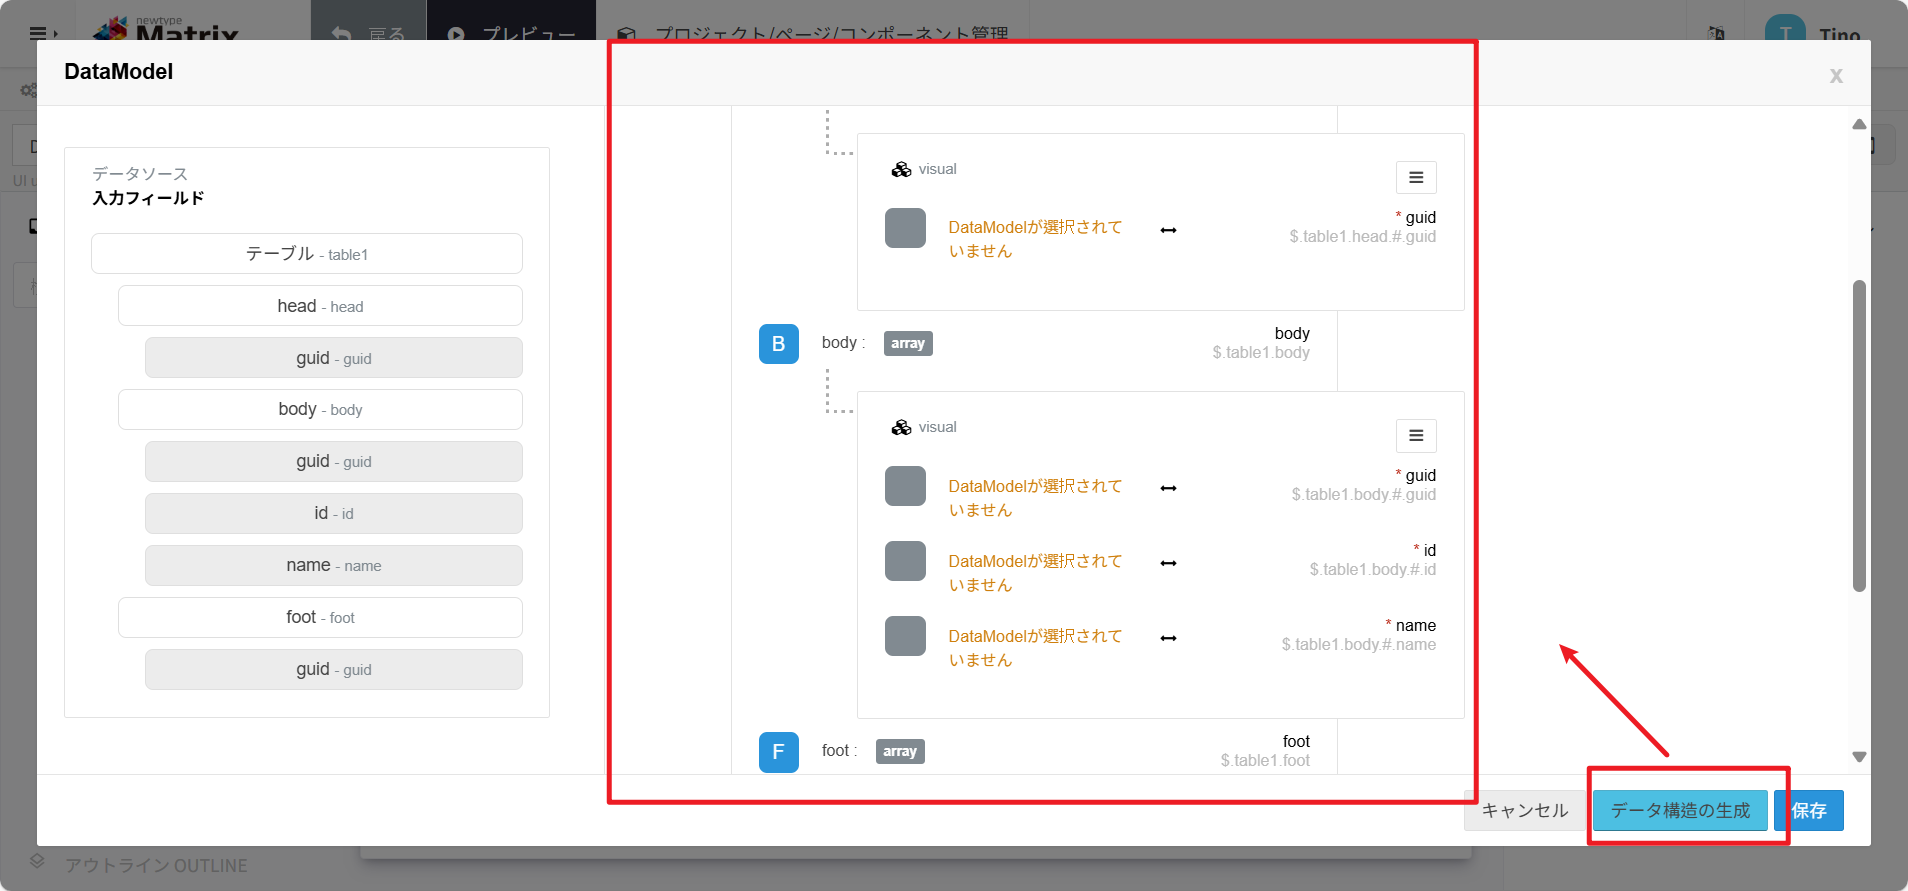 newtype
Matrix
戻る
プレビュー
プロジェクト/ページ/コンポーネント管理
T
Tino
DataModel
x
UI u
データソース
入力フィールド
テーブル - table1
head - head
guid - guid
body - body
guid - guid
id - id
name - name
foot - foot
guid - guid
visual
DataModelが選択されて
いません
* guid
$.table1.head.#.guid
B
body :
array
body
$.table1.body
visual
DataModelが選択されて
いません
* guid
$.table1.body.#.guid
DataModelが選択されて
いません
* id
$.table1.body.#.id
DataModelが選択されて
いません
* name
$.table1.body.#.name
F
foot :
array
foot
$.table1.foot
キャンセル
データ構造の生成
保存
アウトライン OUTLINE